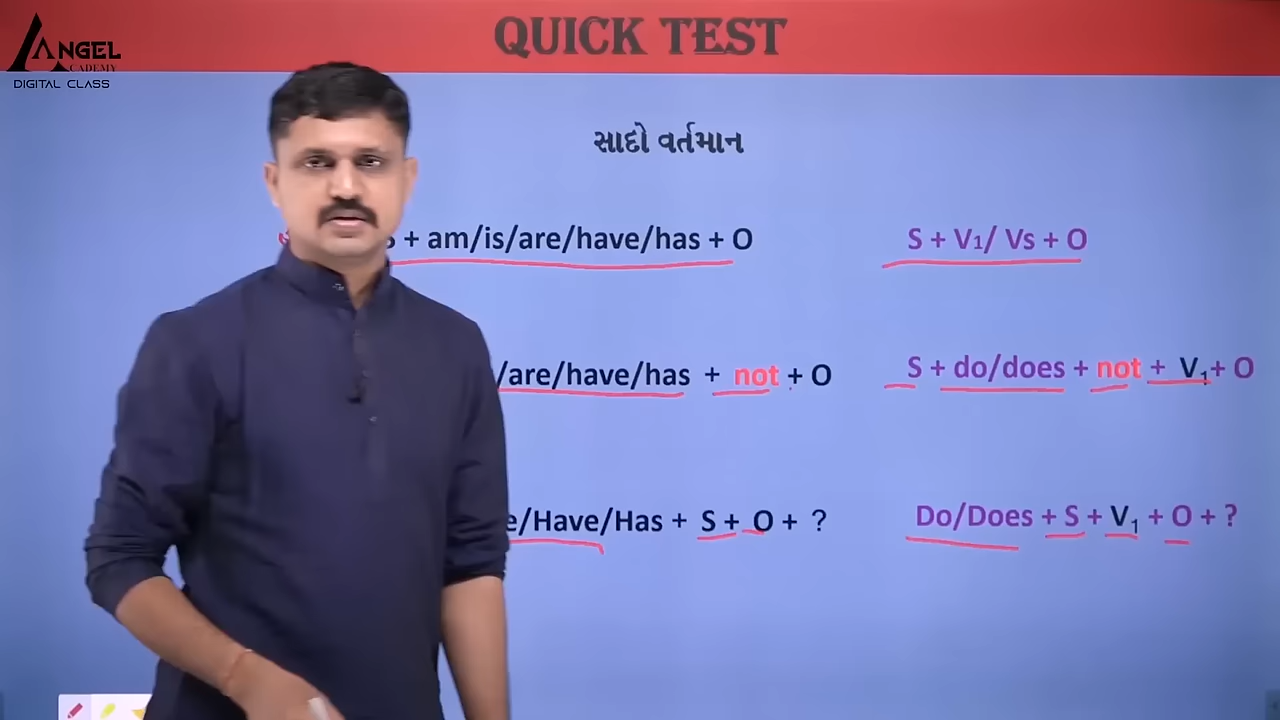 QUICK TEST
ANGEL
ACADEMY
DIGITAL CLASS
સાદો વર્તમાન
S + am/is/are/have/has + O
S + V1/ Vs + O
/are/have/has + not + O
S + do/does + not + V1+ O
e/Have/Has + S+ O + ?
Do/Does + S + V1 + O + ?